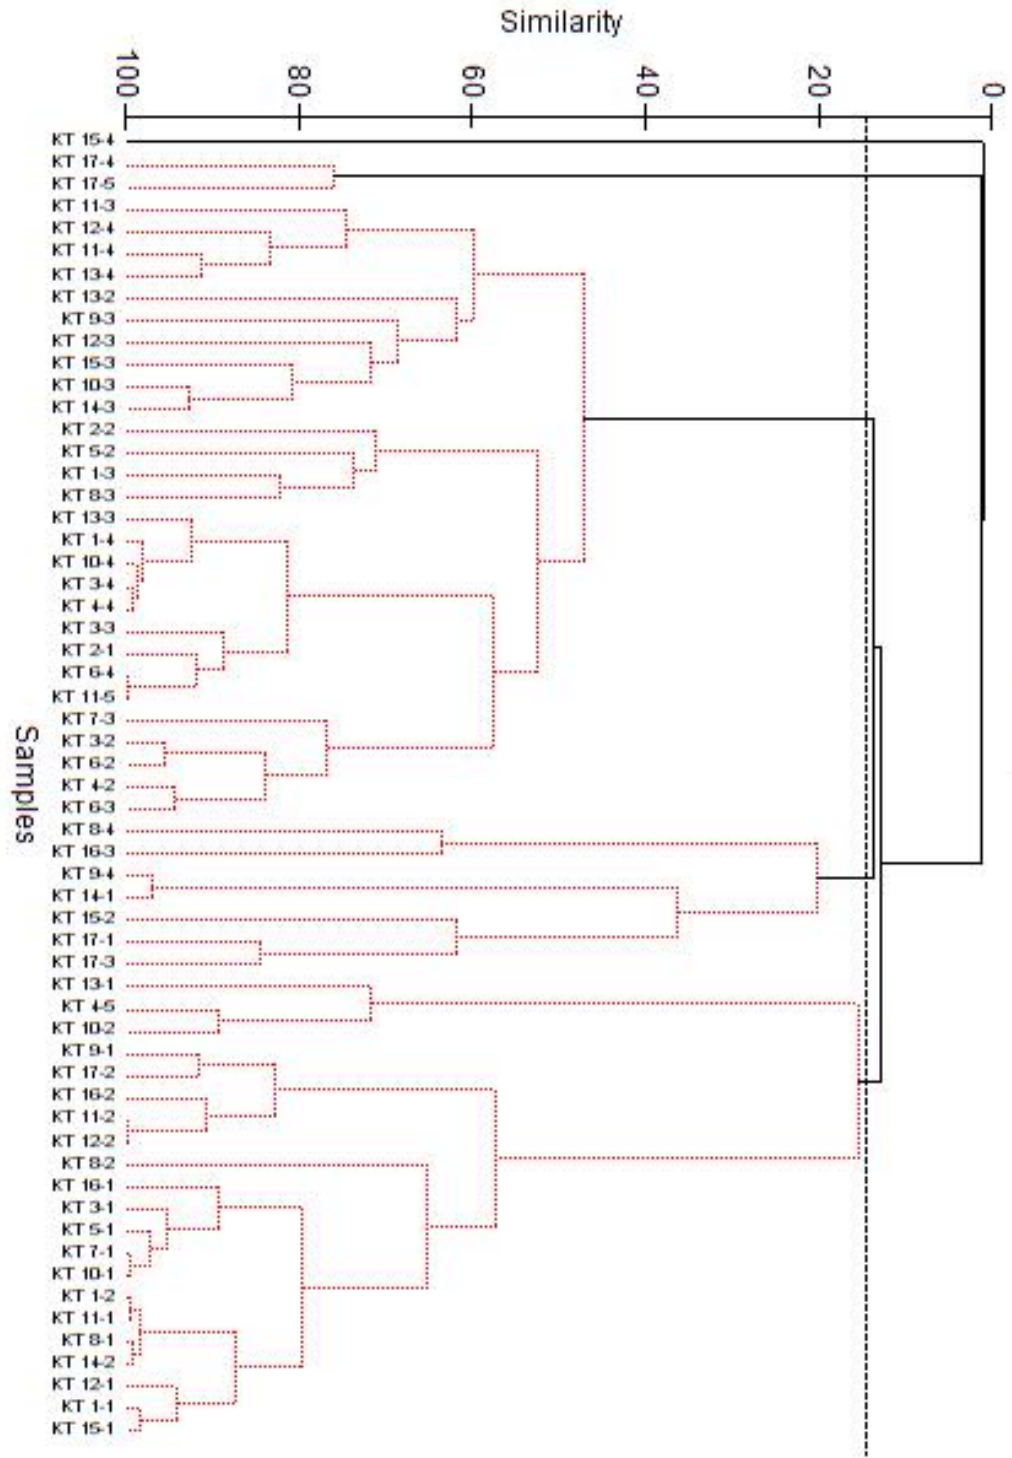 Similarity
100
80
60
40
20
0
KT 15-4
KT 17-4
KT 17-5
KT 11-3
KT 12-4
KT 11-4
KT 13-4
KT 13-2
KT 9-3
KT 12-3
KT 15-3
KT 10-3
KT 14-3
KT 2-2
KT 5-2
KT 1-3
KT 8-3
KT 13-3
KT 1-4
KT 10-4
KT 3-4
KT 4-4
KT 3-3
KT 2-1
KT 6-4
KT 11-5
KT 7-3
KT 3-2
KT 6-2
KT 4-2
KT 6-3
KT 8-4
KT 16-3
KT 9-4
KT 14-1
KT 15-2
KT 17-1
KT 17-3
KT 13-1
KT 4-5
KT 10-2
KT 9-1
KT 17-2
KT 16-2
KT 11-2
KT 12-2
KT 8-2
KT 16-1
KT 3-1
KT 5-1
KT 7-1
KT 10-1
KT 1-2
KT 11-1
KT 8-1
KT 14-2
KT 12-1
KT 1-1
KT 15-1
Samples